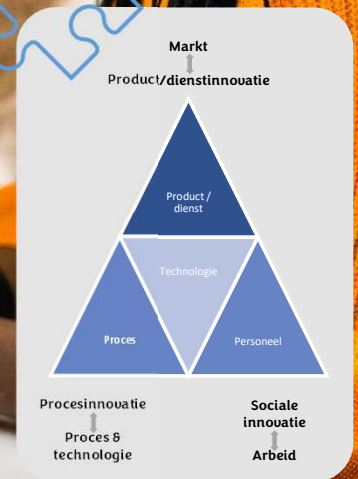 Markt
Product/dienstinnovatie
Product /
dienst
Technologie
Proces
Personeel
Procesinnovatie
Proces &
technologie
Sociale
innovatie
Arbeid